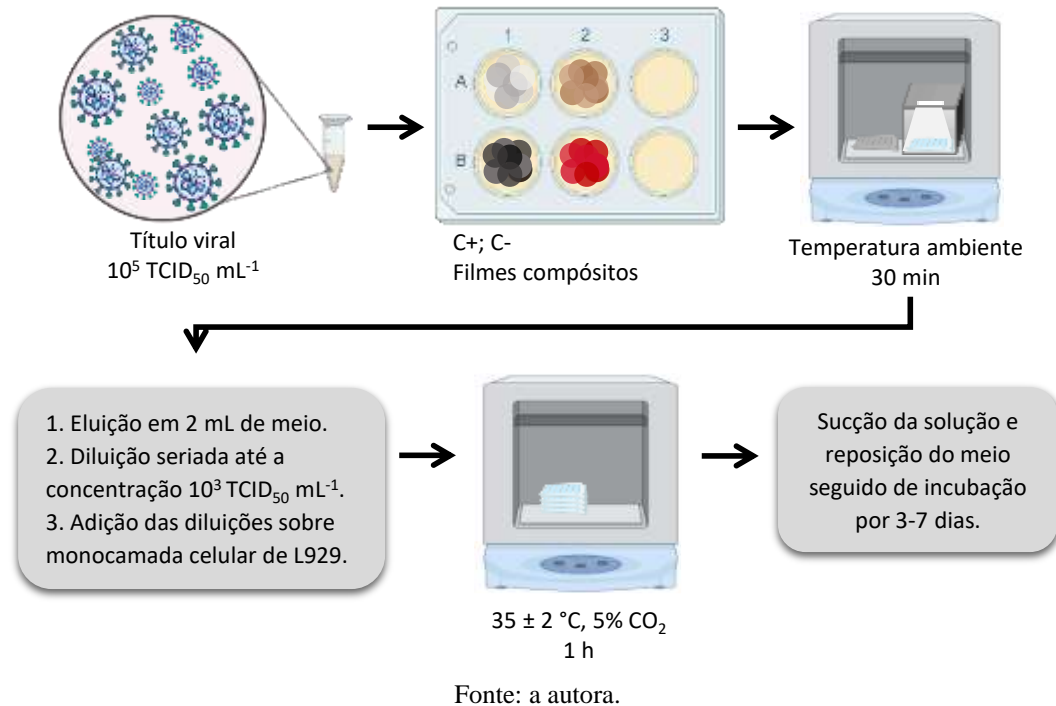 1 2 3
A
B
Título viral
10⁵ TCID₅₀ mL⁻¹
C+; C-
Filmes compósitos
Temperatura ambiente
30 min
1. Eluição em 2 mL de meio.
2. Diluição seriada até a
concentração 10³ TCID₅₀ mL⁻¹.
3. Adição das diluições sobre
monocamada celular de L929.
35 ± 2 °C, 5% CO₂
1 h
Sucção da solução e
reposição do meio
seguido de incubação
por 3-7 dias.
Fonte: a autora.